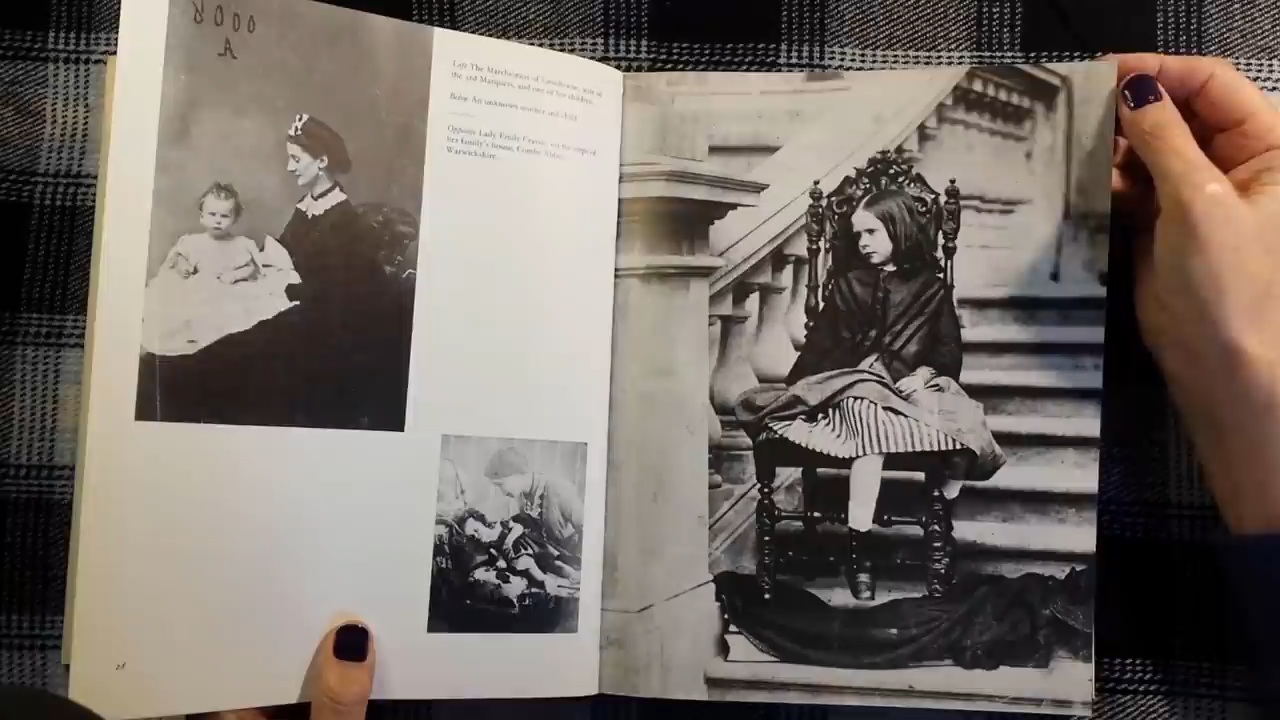 8000
A
Left The Marchioness of Lansdowne, wife of
the 3rd Marquess, and one of her children.
Below An unknown mother and child
Opposite Lady Emily Craven, on the steps of
her family's house, Combe Abbey,
Warwickshire.